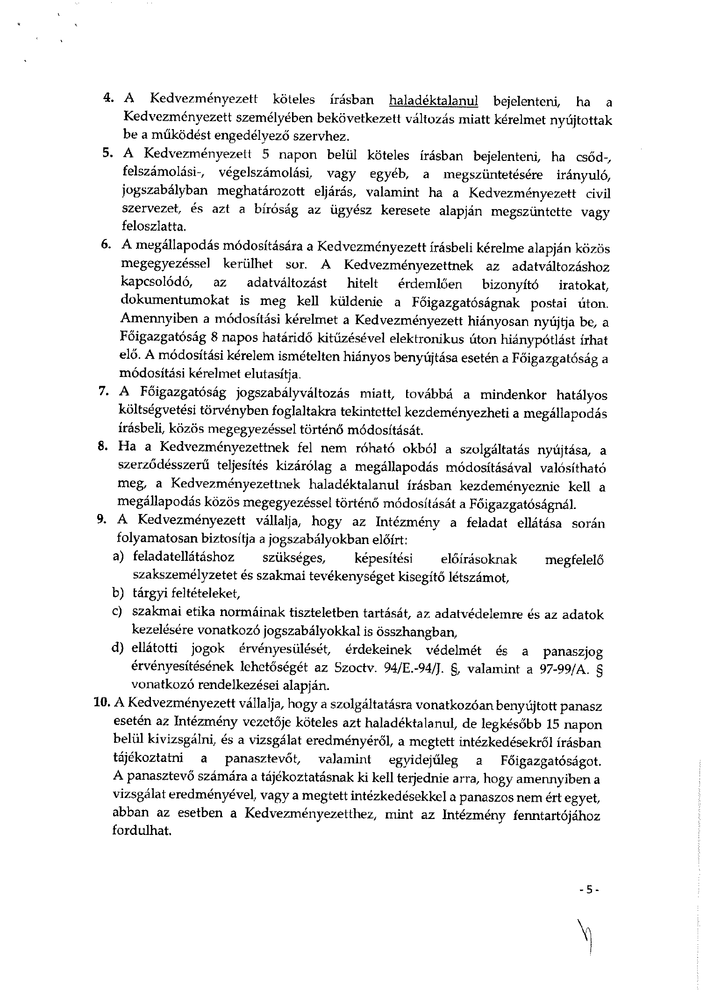 4. A Kedvezményezett köteles írásban haladéktalanul bejelenteni, ha a
Kedvezményezett személyében bekövetkezett változás miatt kérelmet nyújtottak
be a működést engedélyező szervhez.
5. A Kedvezményezett 5 napon belül köteles írásban bejelenteni, ha csőd-,
felszámolási-, végelszámolási, vagy egyéb, a megszüntetésére irányuló,
jogszabályban meghatározott eljárás, valamint ha a Kedvezményezett civil
szervezet, és azt a bíróság az ügyész keresete alapján megszüntette vagy
feloszlatta.
6. A megállapodás módosítására a Kedvezményezett írásbeli kérelme alapján közös
megegyezéssel kerülhet sor. A Kedvezményezettnek az adatváltozáshoz
kapcsolódó, az adatváltozást hitelt érdemlően bizonyító iratokat,
dokumentumokat is meg kell küldenie a Főigazgatóságnak postai úton.
Amennyiben a módosítási kérelmet a Kedvezményezett hiányosan nyújtja be, a
Főigazgatóság 8 napos határidő kitűzésével elektronikus úton hiánypótlást írhat
elő. A módosítási kérelem ismételten hiányos benyújtása esetén a Főigazgatóság a
módosítási kérelmet elutasítja.
7. A Főigazgatóság jogszabályváltozás miatt, továbbá a mindenkor hatályos
költségvetési törvényben foglaltakra tekintettel kezdeményezheti a megállapodás
írásbeli, közös megegyezéssel történő módosítását.
8. Ha a Kedvezményezettnek fel nem róható okból a szolgáltatás nyújtása, a
szerződésszerű teljesítés kizárólag a megállapodás módosításával valósítható
meg, a Kedvezményezettnek haladéktalanul írásban kezdeményeznie kell a
megállapodás közös megegyezéssel történő módosítását a Főigazgatóságnál.
9. A Kedvezményezett vállalja, hogy az Intézmény a feladat ellátása során
folyamatosan biztosítja a jogszabályokban előírt:
a) feladatellátáshoz szükséges, képesítési előírásoknak megfelelő
szakszemélyzetet és szakmai tevékenységet kisegítő létszámot,
b) tárgyi feltételeket,
c) szakmai etika normáinak tiszteletben tartását, az adatvédelemre és az adatok
kezelésére vonatkozó jogszabályokkal is összhangban,
d) ellátotti jogok érvényesülését, érdekeinek védelmét és a panaszjog
érvényesítésének lehetőségét az Szoctv. 94/E.-94/J. §, valamint a 97-99/A. §
vonatkozó rendelkezései alapján.
10. A Kedvezményezett vállalja, hogy a szolgáltatásra vonatkozóan benyújtott panasz
esetén az Intézmény vezetője köteles azt haladéktalanul, de legkésőbb 15 napon
belül kivizsgálni, és a vizsgálat eredményéről, a megtett intézkedésekről írásban
tájékoztatni a panasztevőt, valamint egyidejűleg a Főigazgatóságot.
A panasztevő számára a tájékoztatásnak ki kell terjednie arra, hogy amennyiben a
vizsgálat eredményével, vagy a megtett intézkedésekkel a panaszos nem ért egyet,
abban az esetben a Kedvezményezetthez, mint az Intézmény fenntartójához
fordulhat.
- 5 -